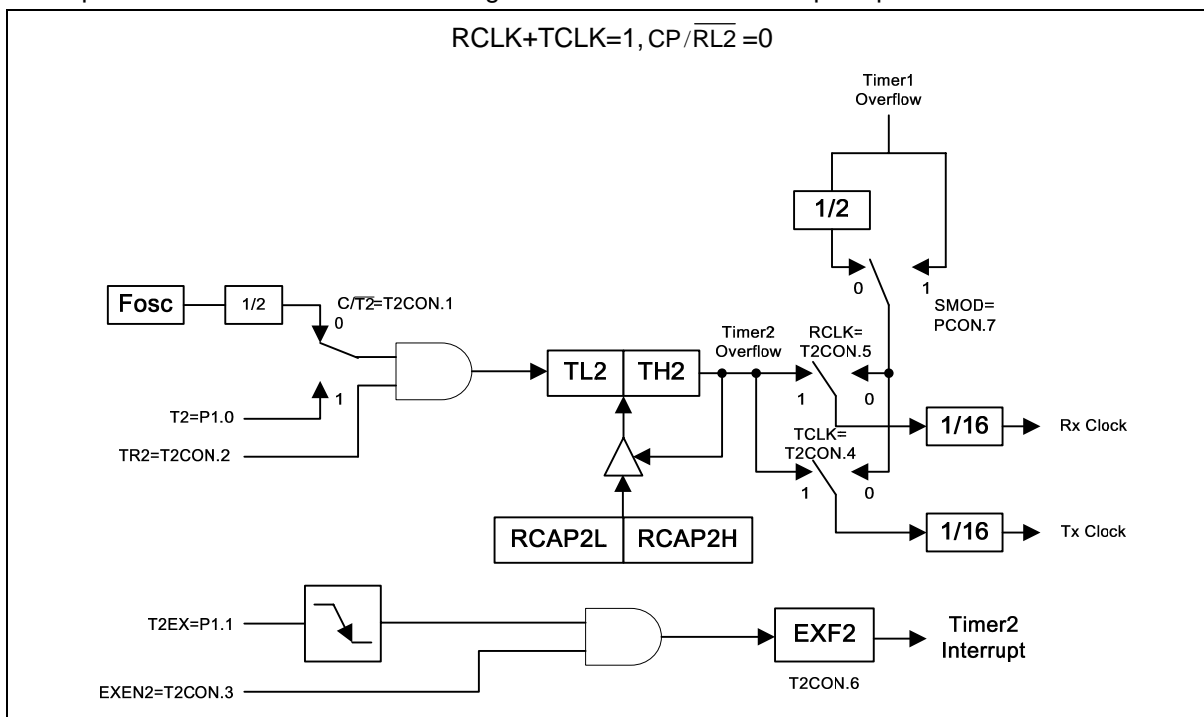 RCLK+TCLK=1, CP/RL2 =0
Timer1
Overflow
1/2
0
1
SMOD=
PCON.7
Fosc
1/2
C/T2=T2CON.1
0
1
T2=P1.0
TR2=T2CON.2
TL2
TH2
Timer2
Overflow
RCLK=
T2CON.5
1
0
1/16
Rx Clock
TCLK=
T2CON.4
1
0
1/16
Tx Clock
RCAP2L
RCAP2H
T2EX=P1.1
EXEN2=T2CON.3
EXF2
T2CON.6
Timer2
Interrupt